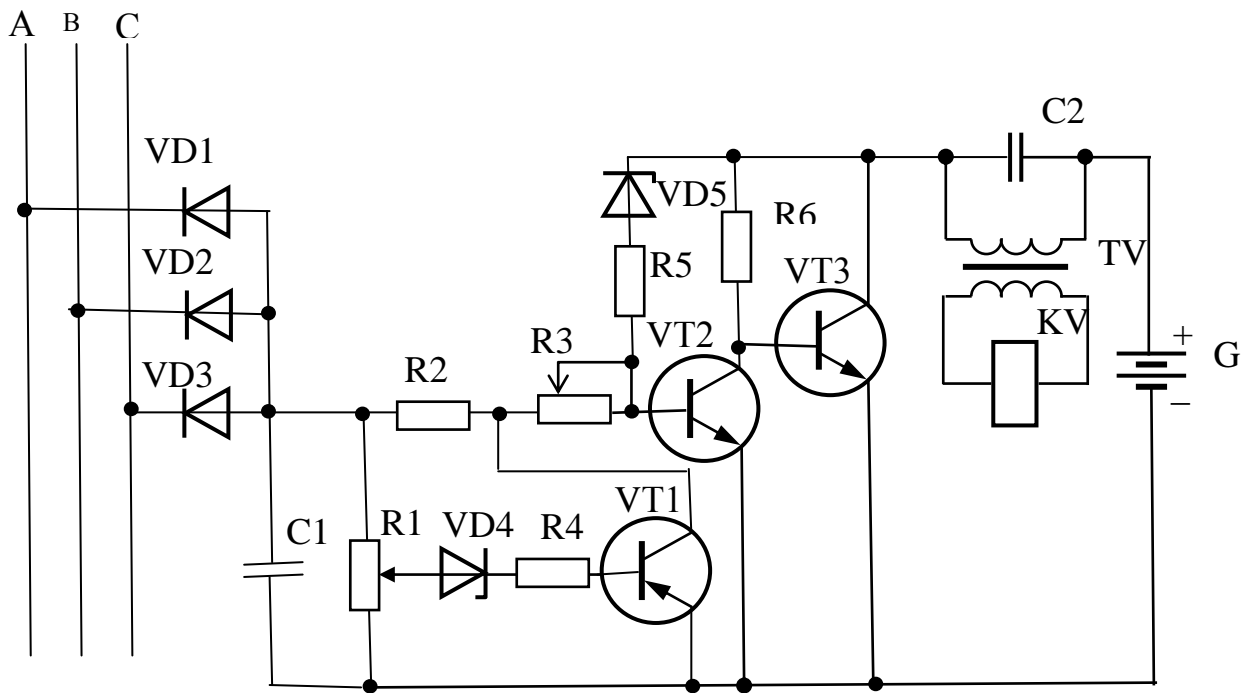 A B C
C2
VD1
VD5
R6
VD2
R5
VT3
TV
VT2
KV
R3
+
G
VD3
R2
−
VT1
R1
VD4
R4
C1